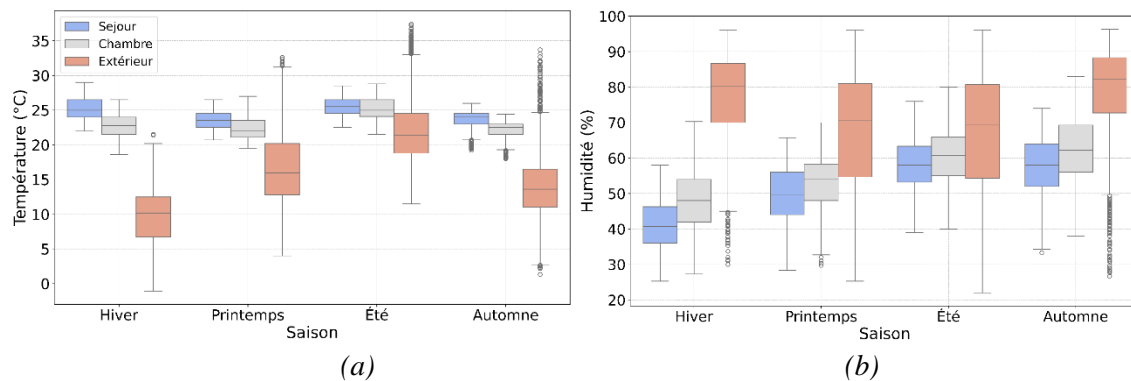 Sejour
Chambre
Extérieur
Température (°C)
35
30
25
20
15
10
5
0
Hiver
Printemps
Été
Automne
Saison
(a)
Humidité (%)
100
90
80
70
60
50
40
30
20
Hiver
Printemps
Été
Automne
Saison
(b)